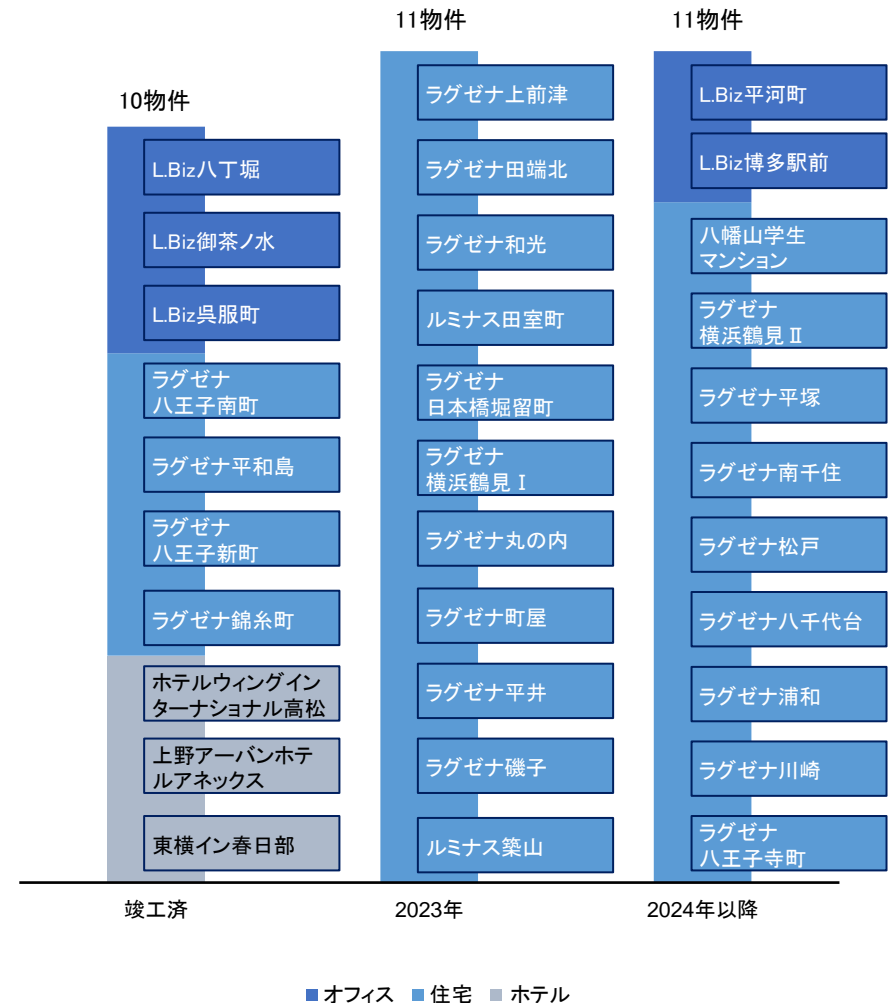 10物件
L.Biz八丁堀
L.Biz御茶ノ水
L.Biz呉服町
ラグゼナ
八王子南町
ラグゼナ平和島
ラグゼナ
八王子新町
ラグゼナ錦糸町
ホテルウィングイン
ターナショナル高松
上野アーバンホテ
ルアネックス
東横イン春日部
竣工済
11物件
ラグゼナ上前津
ラグゼナ田端北
ラグゼナ和光
ルミナス田室町
ラグゼナ
日本橋堀留町
ラグゼナ
横浜鶴見Ⅰ
ラグゼナ丸の内
ラグゼナ町屋
ラグゼナ平井
ラグゼナ磯子
ルミナス築山
2023年
11物件
L.Biz平河町
L.Biz博多駅前
八幡山学生
マンション
ラグゼナ
横浜鶴見Ⅱ
ラグゼナ平塚
ラグゼナ南千住
ラグゼナ松戸
ラグゼナ八千代台
ラグゼナ浦和
ラグゼナ川崎
ラグゼナ
八王子寺町
2024年以降
オフィス 住宅 ホテル